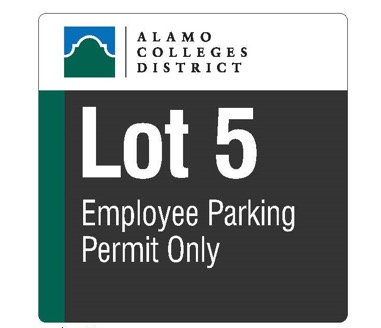 ALAMO
COLLEGES
DISTRICT
Lot 5
Employee Parking
Permit Only